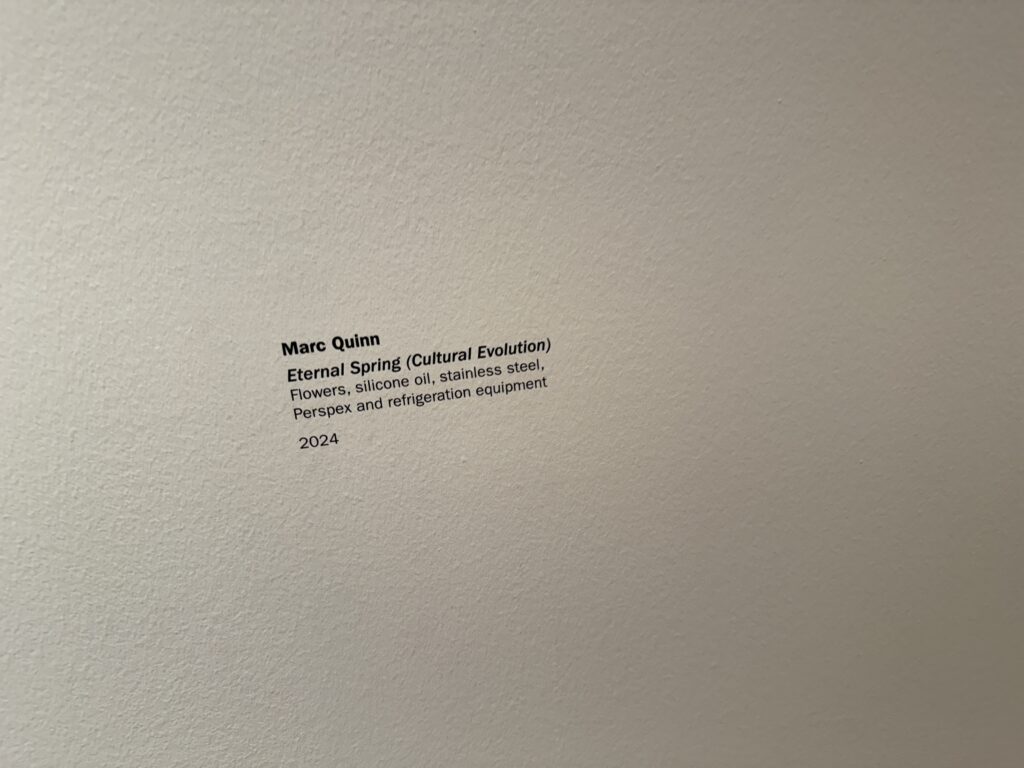 Marc Quinn
Eternal Spring (Cultural Evolution)
Flowers, silicone oil, stainless steel,
Perspex and refrigeration equipment
2024